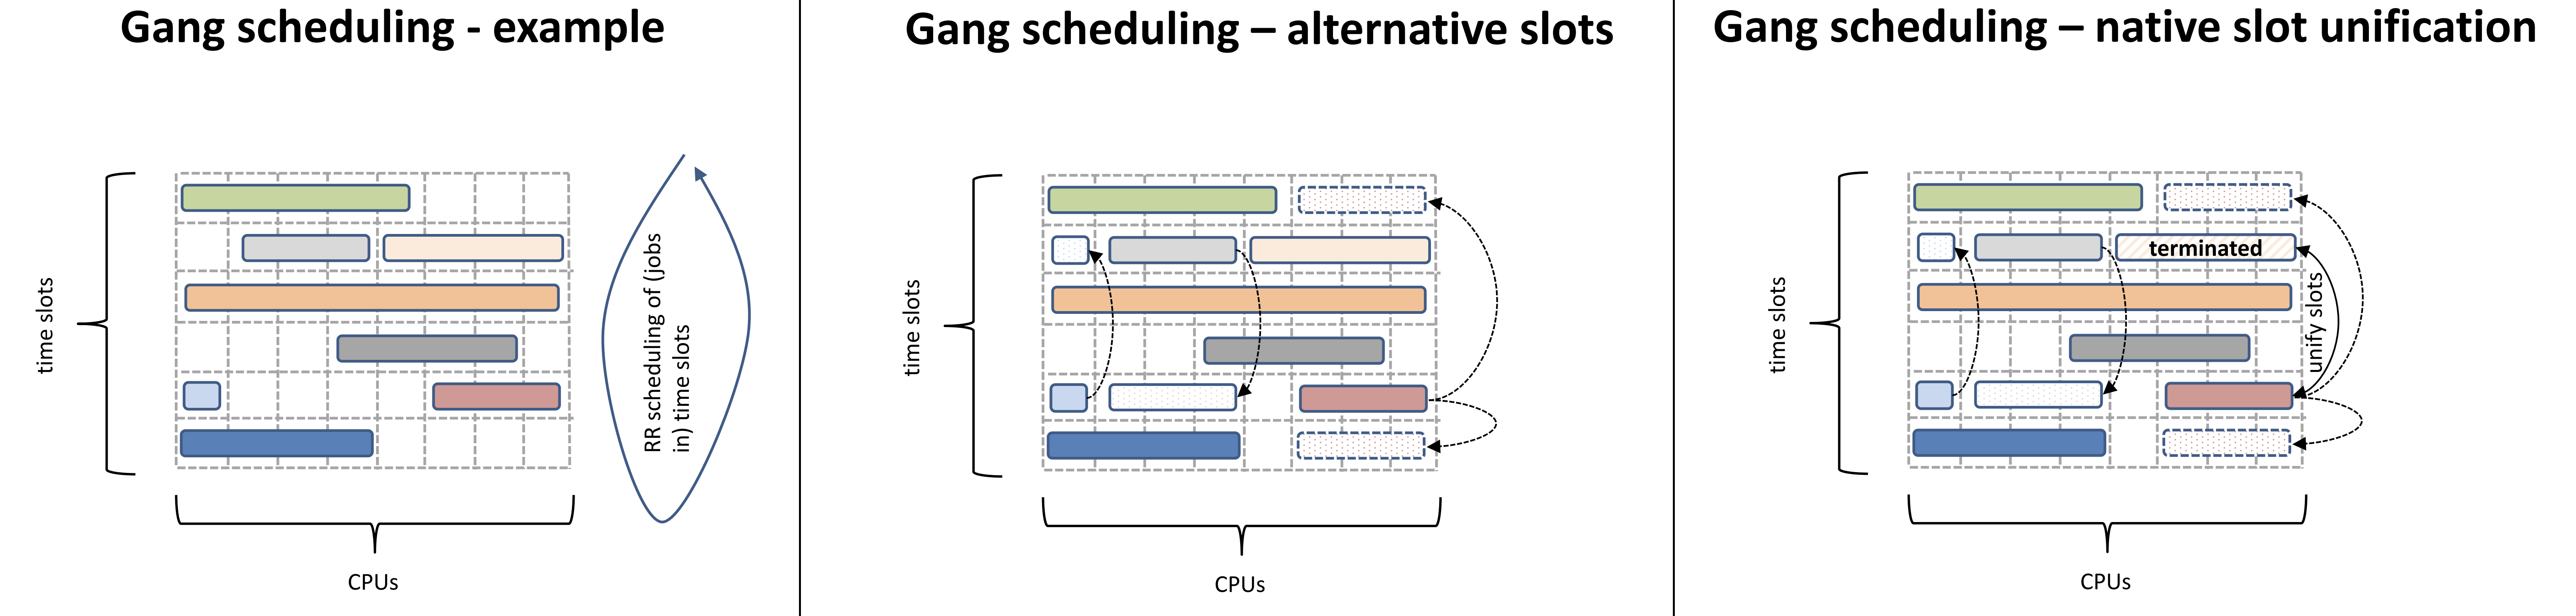 Gang scheduling - example
time slots
RR scheduling of (jobs
in) time slots
CPUs
Gang scheduling – alternative slots
time slots
CPUs
Gang scheduling – native slot unification
time slots
terminated
unify slots
CPUs